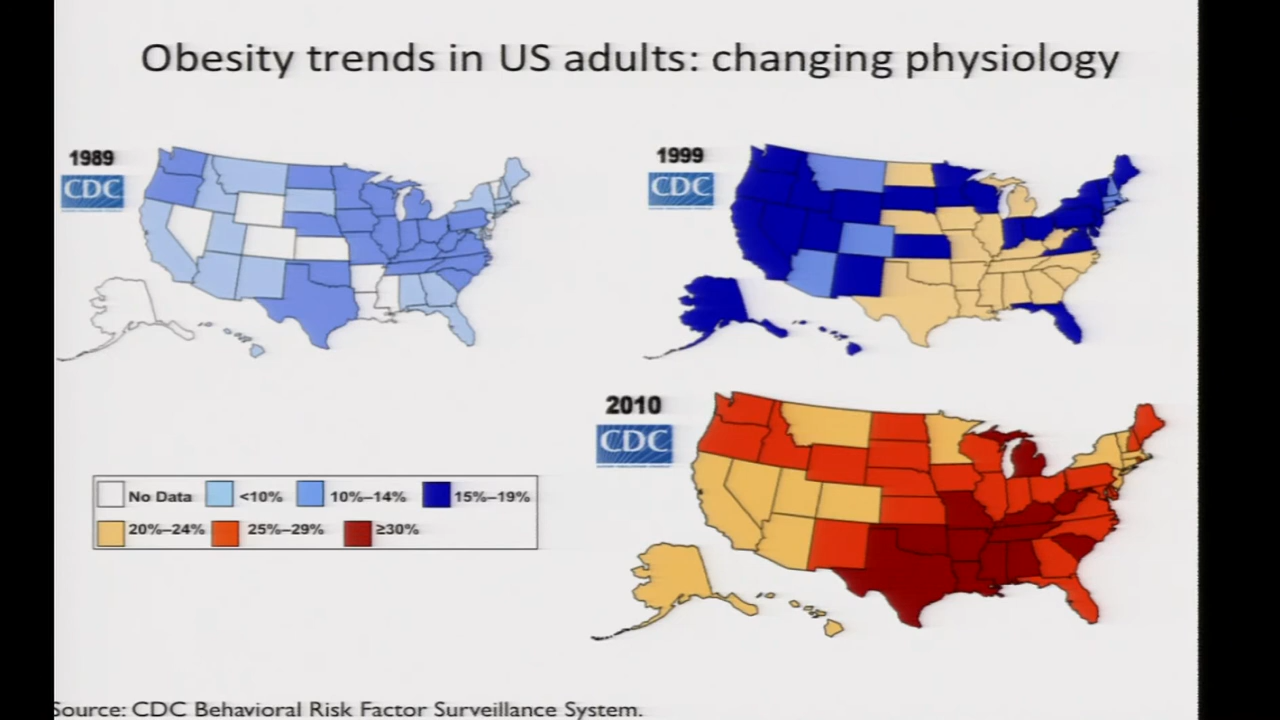 Obesity trends in US adults: changing physiology
1989
CDC
1999
CDC
2010
CDC
No Data
<10%
10%–14%
15%–19%
20%–24%
25%–29%
≥30%
Source: CDC Behavioral Risk Factor Surveillance System.